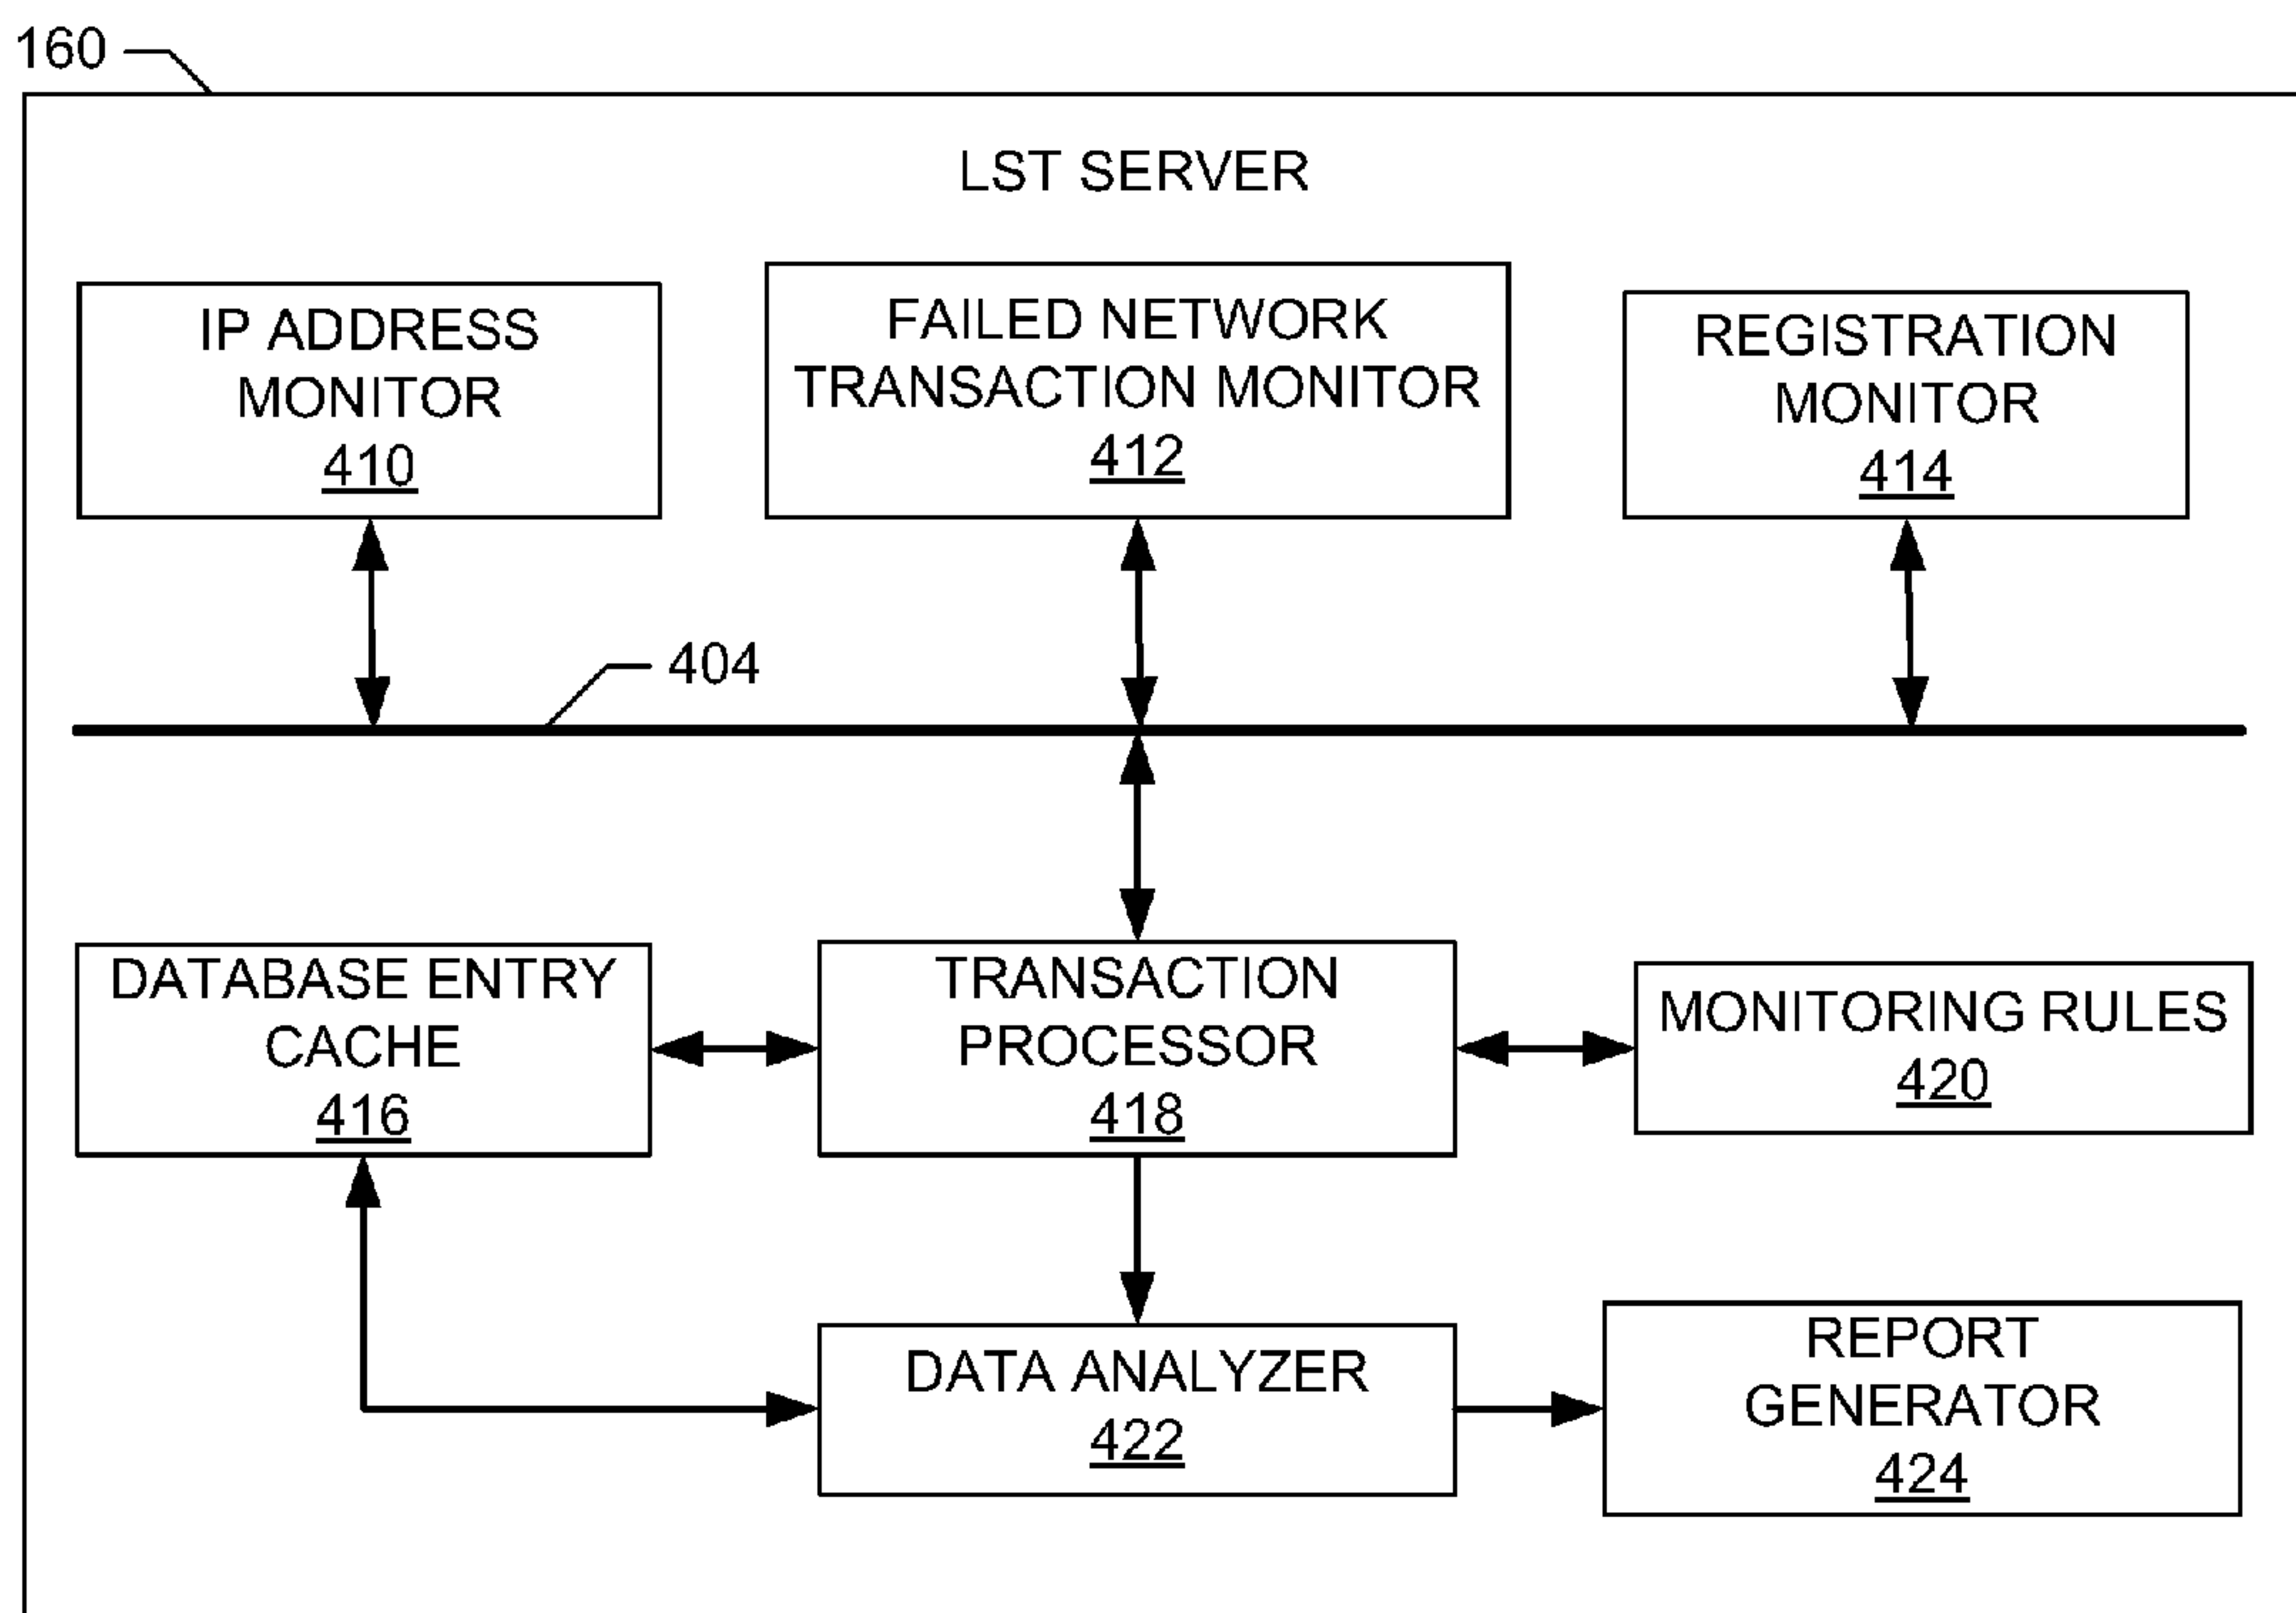 160
LST SERVER
IP ADDRESS
MONITOR
410
FAILED NETWORK
TRANSACTION MONITOR
412
REGISTRATION
MONITOR
414
404
DATABASE ENTRY
CACHE
416
TRANSACTION
PROCESSOR
418
MONITORING RULES
420
DATA ANALYZER
422
REPORT
GENERATOR
424